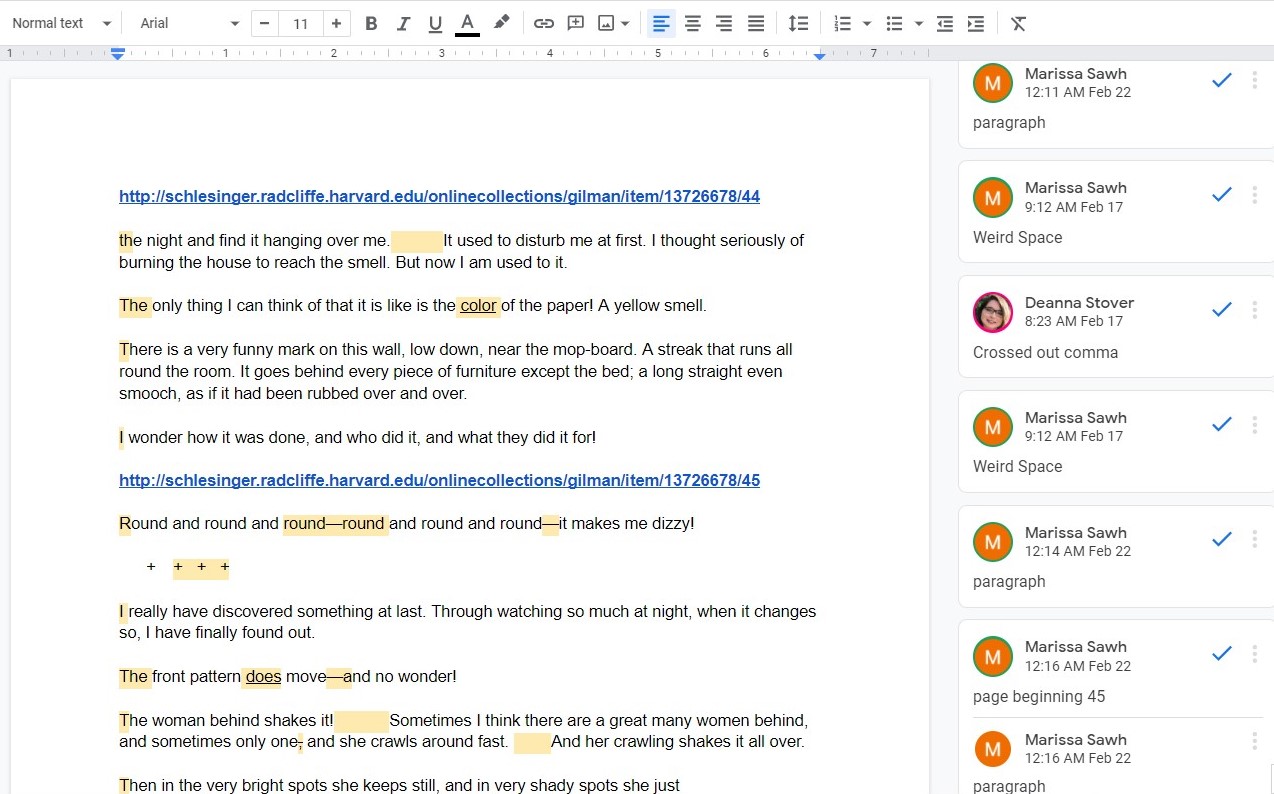 Normal text Arial − 11 + B I U A
1 1 2 3 4 5 6 7
http://schlesinger.radcliffe.harvard.edu/onlinecollections/gilman/item/13726678/44
the night and find it hanging over me. It used to disturb me at first. I thought seriously of
burning the house to reach the smell. But now I am used to it.
The only thing I can think of that it is like is the color of the paper! A yellow smell.
There is a very funny mark on this wall, low down, near the mop-board. A streak that runs all
round the room. It goes behind every piece of furniture except the bed; a long straight even
smooch, as if it had been rubbed over and over.
I wonder how it was done, and who did it, and what they did it for!
http://schlesinger.radcliffe.harvard.edu/onlinecollections/gilman/item/13726678/45
Round and round and round—round and round and round—it makes me dizzy!
+ + + +
I really have discovered something at last. Through watching so much at night, when it changes
so, I have finally found out.
The front pattern does move—and no wonder!
The woman behind shakes it! Sometimes I think there are a great many women behind,
and sometimes only one, and she crawls around fast. And her crawling shakes it all over.
Then in the very bright spots she keeps still, and in very shady spots she just
M Marissa Sawh
12:11 AM Feb 22
paragraph
M Marissa Sawh
9:12 AM Feb 17
Weird Space
Deanna Stover
8:23 AM Feb 17
Crossed out comma
M Marissa Sawh
9:12 AM Feb 17
Weird Space
M Marissa Sawh
12:14 AM Feb 22
paragraph
M Marissa Sawh
12:16 AM Feb 22
page beginning 45
M Marissa Sawh
12:16 AM Feb 22
paragraph